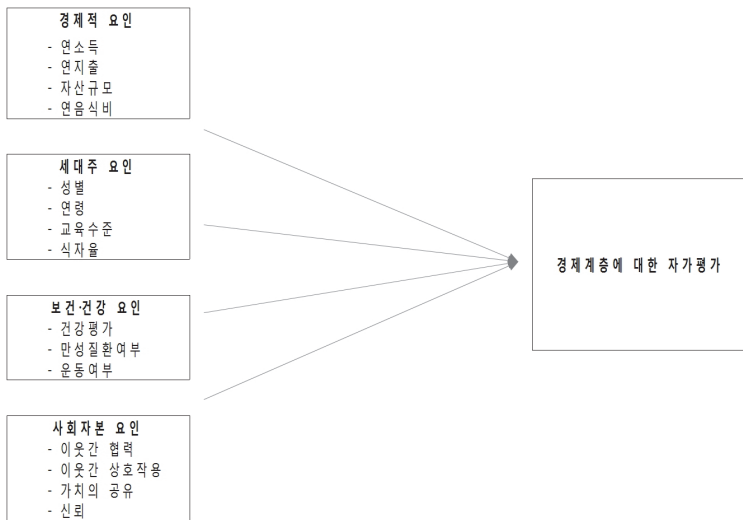 경제적 요인
- 연소득
- 연지출
- 자산규모
- 연음식비
세대주 요인
- 성별
- 연령
- 교육수준
- 식자율
보건·건강 요인
- 건강평가
- 만성질환여부
- 운동여부
사회자본 요인
- 이웃간 협력
- 이웃간 상호작용
- 가치의 공유
- 신뢰
경제계층에 대한 자가평가